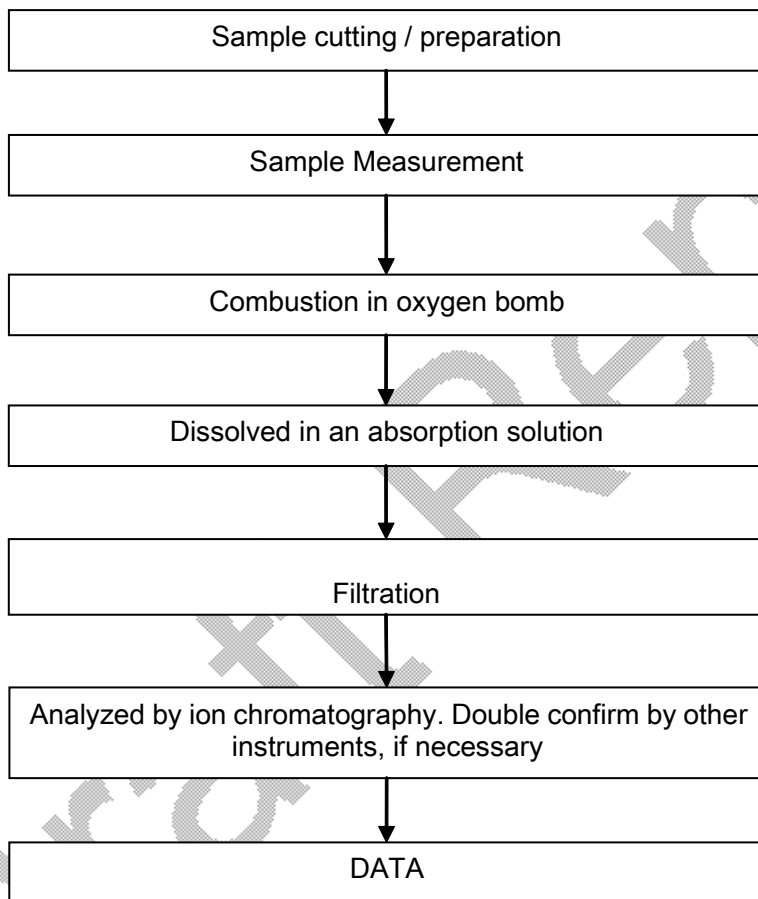 Sample cutting / preparation
Sample Measurement
Combustion in oxygen bomb
Dissolved in an absorption solution
Filtration
Analyzed by ion chromatography. Double confirm by other
instruments, if necessary
DATA